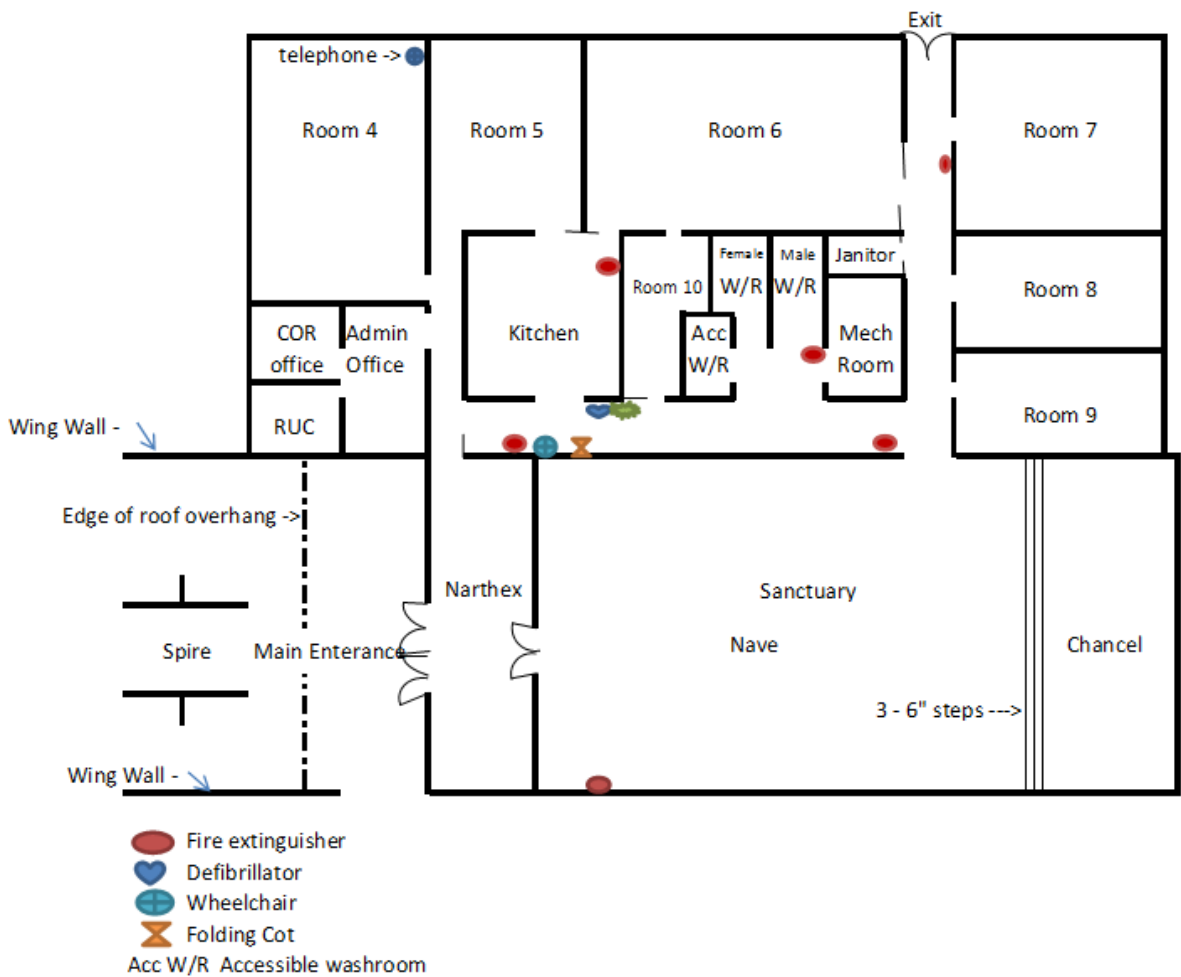 Exit
telephone ->
Room 4
Room 5
Room 6
Room 7
Female
W/R
Male
W/R
Janitor
Room 10
Room 8
COR
office
Admin
Office
Kitchen
Acc
W/R
Mech
Room
Room 9
RUC
Wing Wall -
Edge of roof overhang ->
Narthex
Sanctuary
Spire
Main Enterance
Nave
Chancel
3 - 6" steps --->
Wing Wall -
Fire extinguisher
Defibrillator
Wheelchair
Folding Cot
Acc W/R Accessible washroom